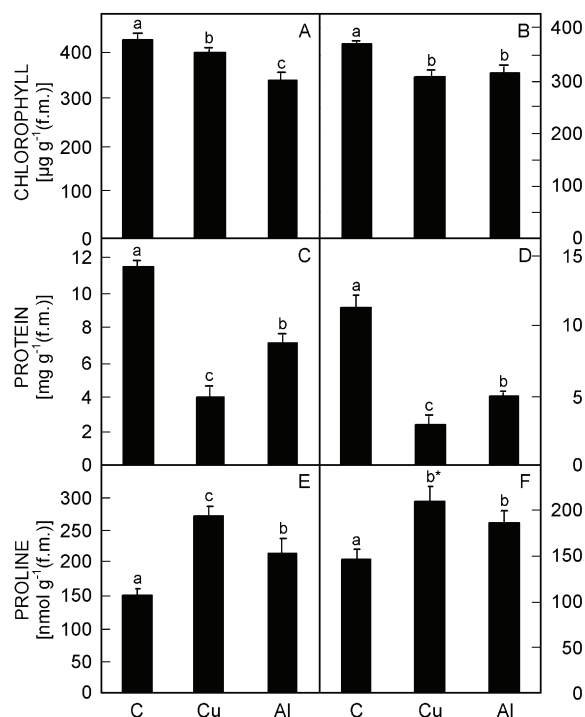 a
b
c
A
a
b
b
B
400
300
200
100
0
400
300
200
100
0
CHLOROPHYLL
[µg g⁻¹(f.m.)]
a
c
b
C
a
c
b
D
12
10
8
6
4
2
0
15
10
5
0
PROTEIN
[mg g⁻¹(f.m.)]
a
c
b
E
a
b*
b
F
300
250
200
150
100
50
0
200
150
100
50
0
PROLINE
[nmol g⁻¹(f.m.)]
C Cu Al C Cu Al